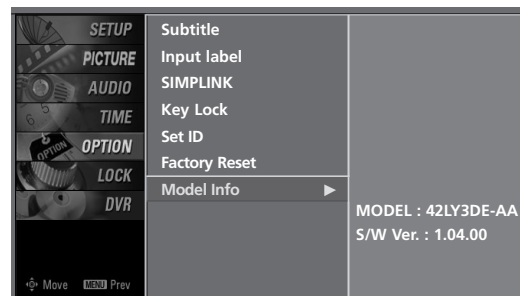 SETUP
PICTURE
AUDIO
TIME
OPTION
LOCK
DVR
Move MENU Prev
Subtitle
Input label
SIMPLINK
Key Lock
Set ID
Factory Reset
Model Info
MODEL : 42LY3DE-AA
S/W Ver. : 1.04.00